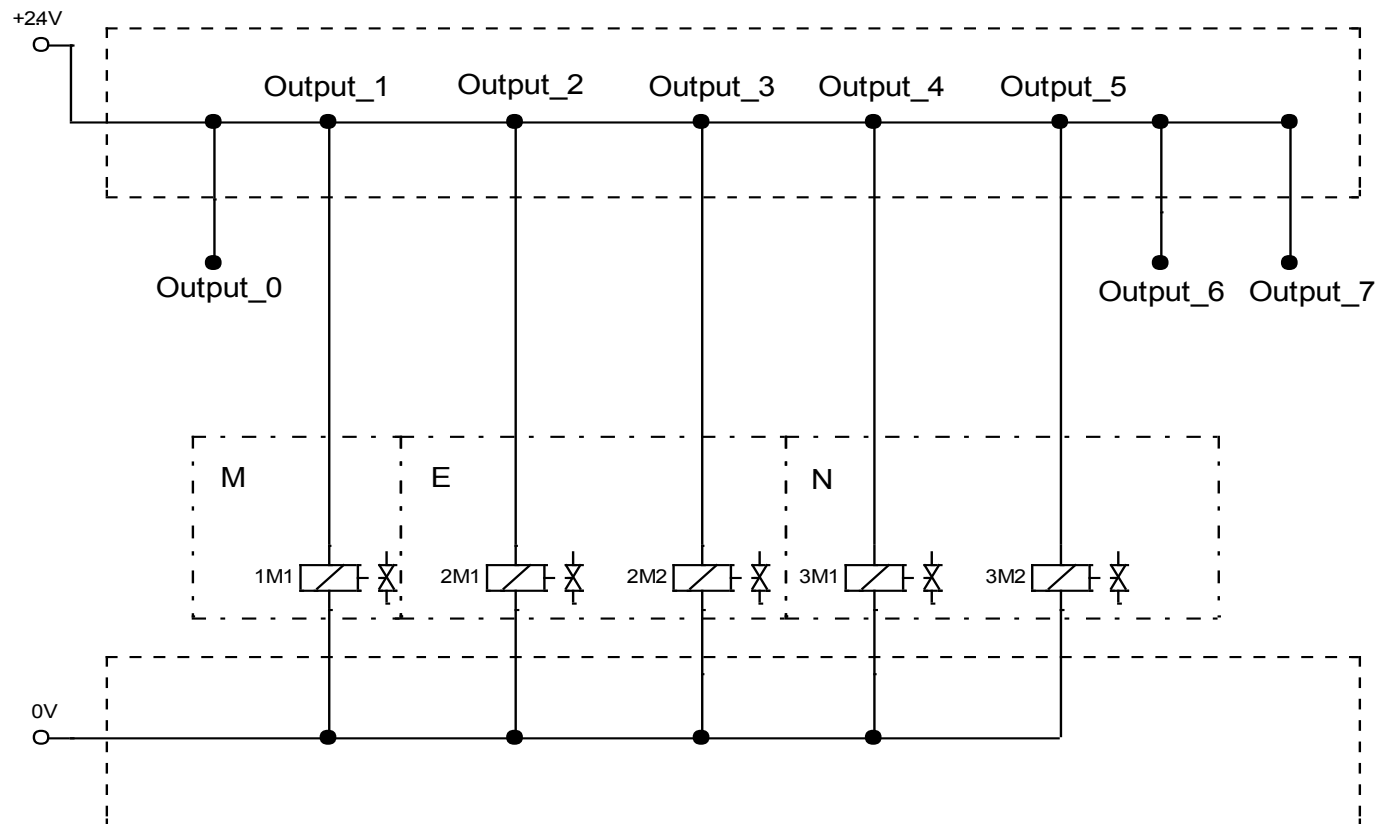 +24V
Output_1 Output_2 Output_3 Output_4 Output_5
Output_0 Output_6 Output_7
M E N
1M1 2M1 2M2 3M1 3M2
0V